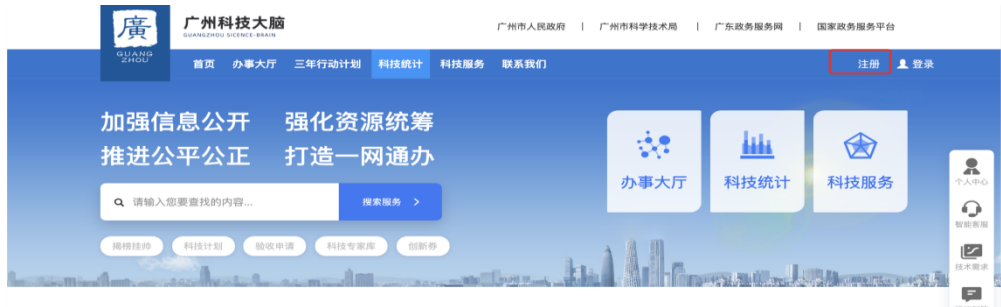 廣
GUANG
ZHOU
广州科技大脑
GUANGZHOU SICENCE-BRAIN
广州市人民政府 | 广州市科学技术局 | 广东政务服务网 | 国家政务服务平台
首页 办事大厅 三年行动计划 科技统计 科技服务 联系我们 注册 登录
加强信息公开 强化资源统筹
推进公平公正 打造一网通办
请输入您要查找的内容... 搜索服务 >
揭榜挂帅 科技计划 验收申请 科技专家库 创新券
办事大厅 科技统计 科技服务
个人中心
智能客服
技术需求